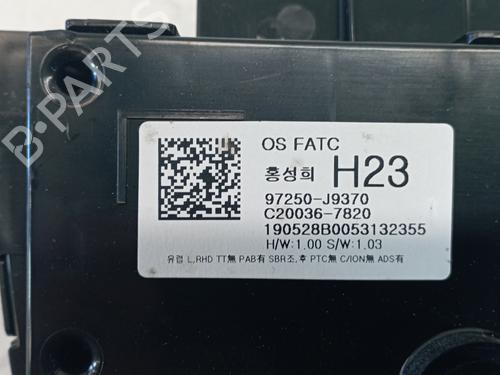 B-PARTS
OS FATC
홍성희 H23
97250-J9370
C20036-7820
190528B0053132355
H/W:1.00 S/W:1.03
유럽 L,RHD TT無 PAB有 SBR조,후 PTC無 C/ION無 ADS有